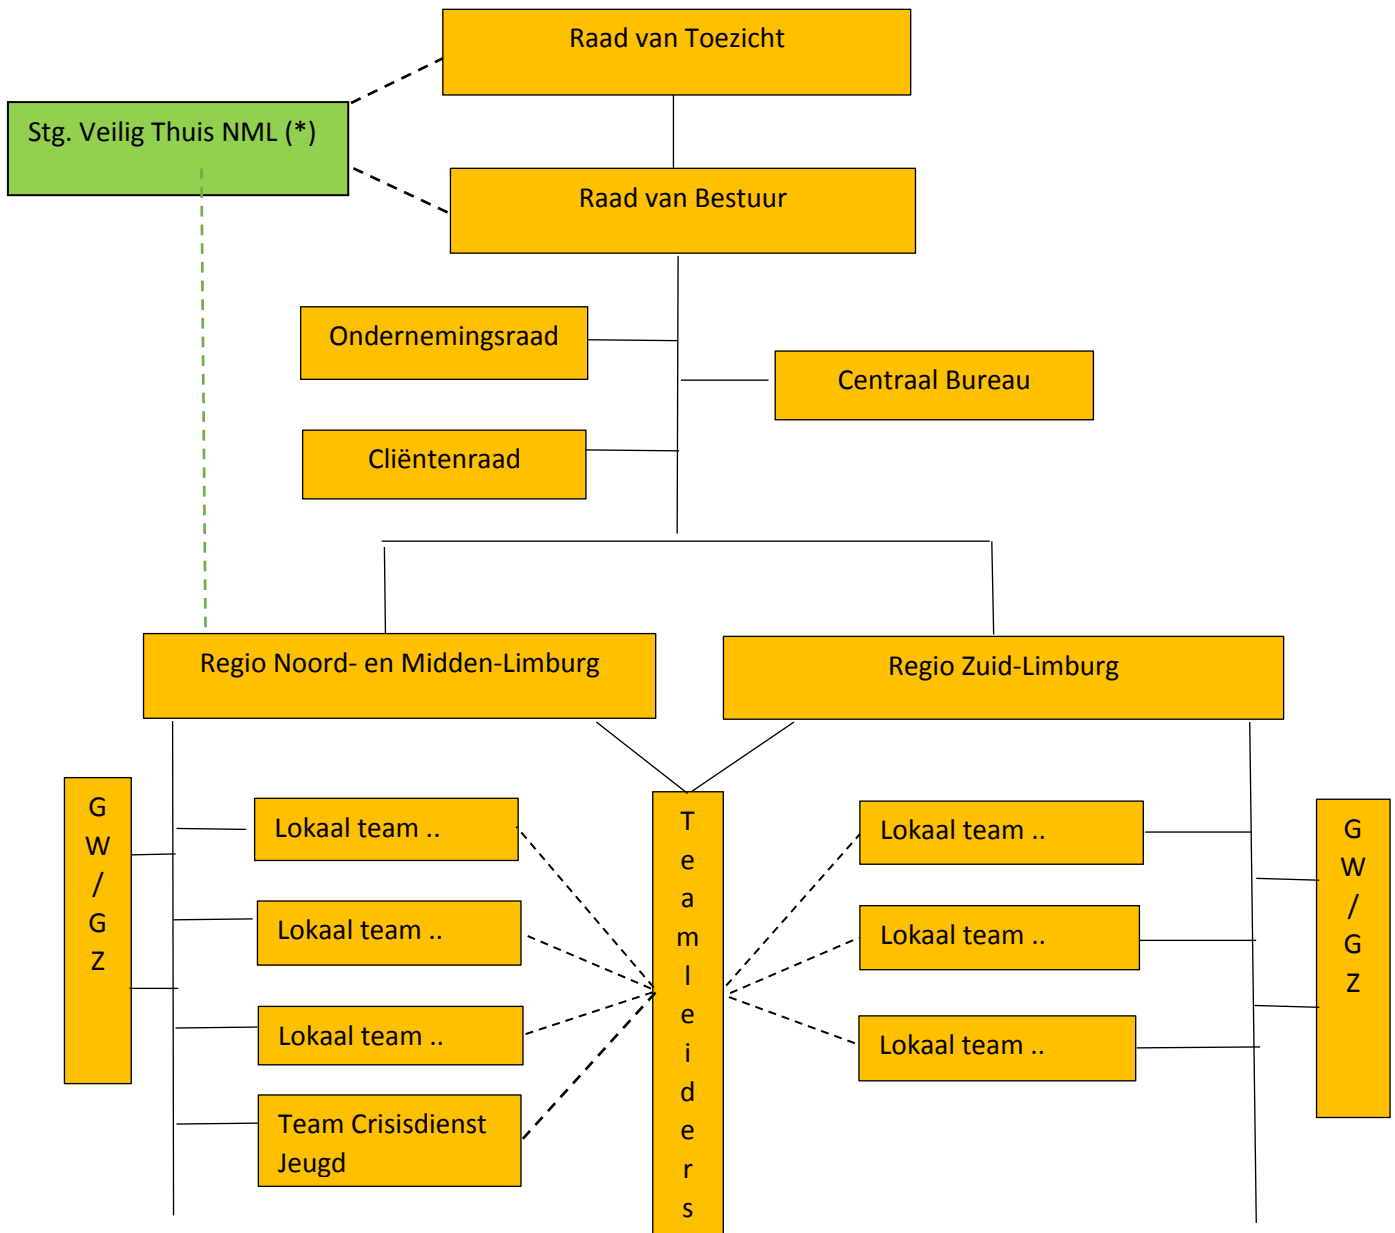 Raad van Toezicht
Stg. Veilig Thuis NML (*)
Raad van Bestuur
Ondernemingsraad
Centraal Bureau
Cliëntenraad
Regio Noord- en Midden-Limburg
Regio Zuid-Limburg
G
W
/
G
Z
Lokaal team ..
Lokaal team ..
Lokaal team ..
Team Crisisdienst
Jeugd
T
e
a
m
l
e
i
d
e
r
s
Lokaal team ..
Lokaal team ..
Lokaal team ..
G
W
/
G
Z